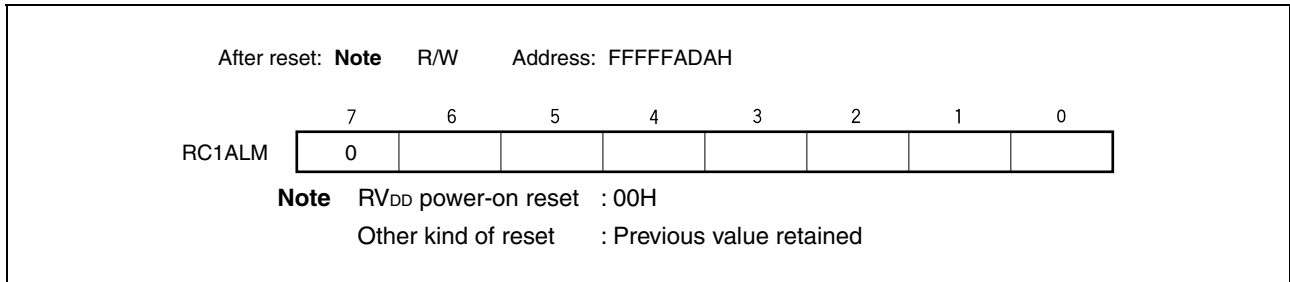 After reset: Note R/W Address: FFFFFADAH
7 6 5 4 3 2 1 0
RC1ALM 0
Note RVDD power-on reset : 00H
Other kind of reset : Previous value retained